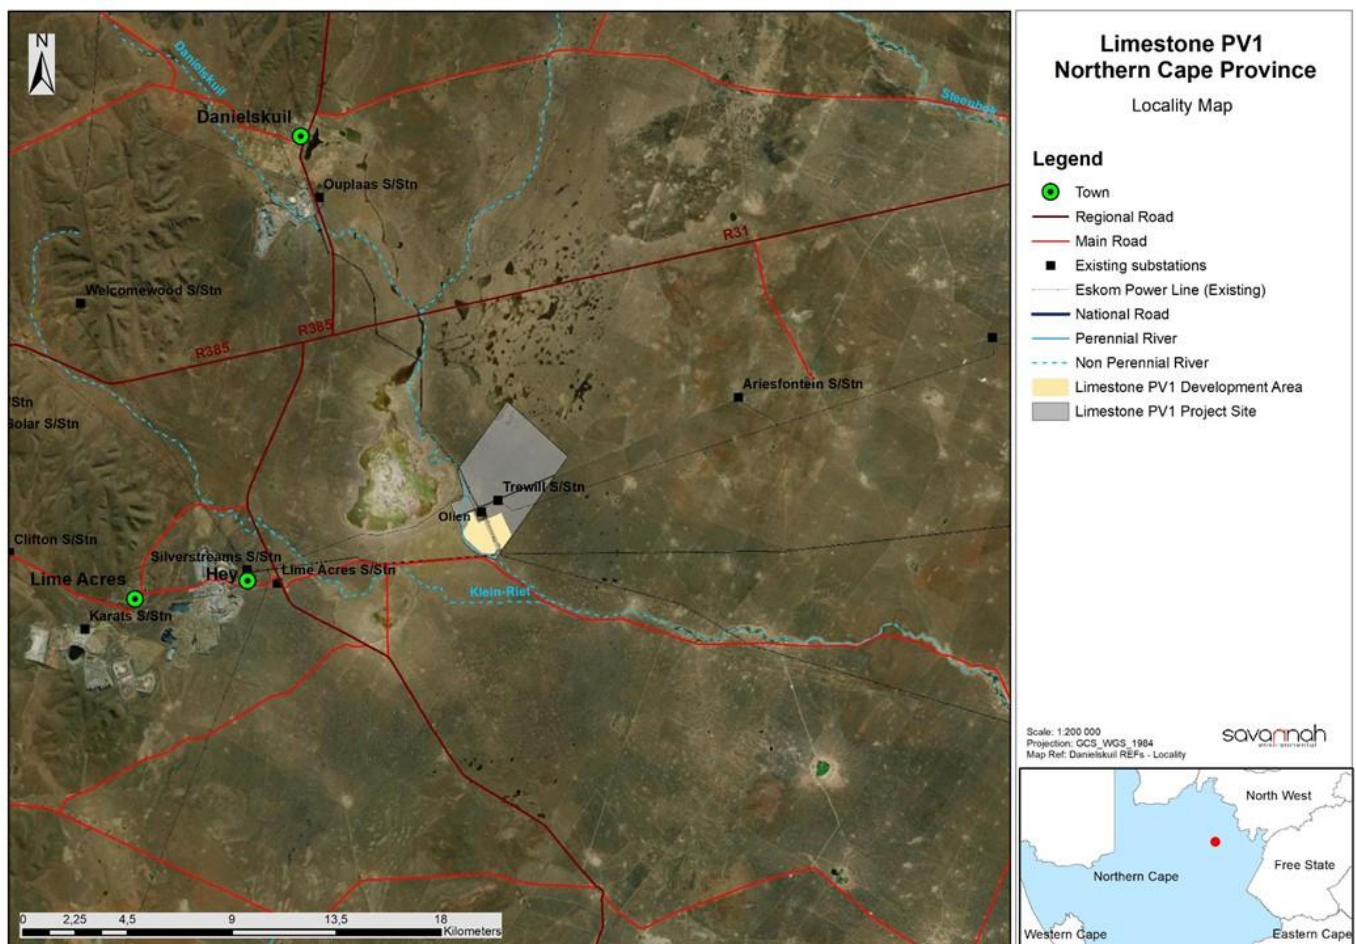 N
Danielskuil
Steenbok
Danielskuil
Ouplaas S/Stn
R31
Welcomewood S/Stn
R385
R385
Ariesfontein S/Stn
/Stn
Solar S/Stn
Trewill S/Stn
Olien
Clifton S/Stn
Silverstreams S/Stn
Hey
Lime Acres S/Stn
Lime Acres
Klein-Riet
Karats S/Stn
0 2,25 4,5 9 13,5 18
Kilometers
Limestone PV1
Northern Cape Province
Locality Map
Legend
Town
Regional Road
Main Road
Existing substations
Eskom Power Line (Existing)
National Road
Perennial River
Non Perennial River
Limestone PV1 Development Area
Limestone PV1 Project Site
Scale: 1:200 000
Projection: GCS_WGS_1984
Map Ref: Danielskuil REFs - Locality
savannah
environmental
North West
Free State
Northern Cape
Western Cape
Eastern Cape